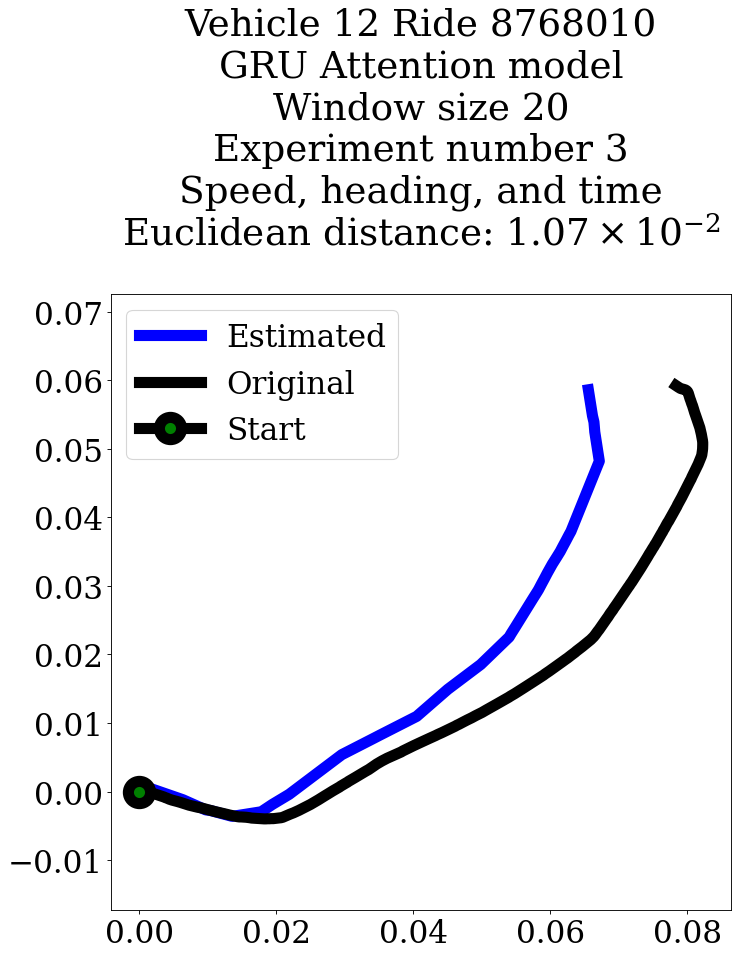 Vehicle 12 Ride 8768010
GRU Attention model
Window size 20
Experiment number 3
Speed, heading, and time
Euclidean distance: 1.07 × 10⁻²
Estimated
Original
Start
0.07
0.06
0.05
0.04
0.03
0.02
0.01
0.00
−0.01
0.00 0.02 0.04 0.06 0.08